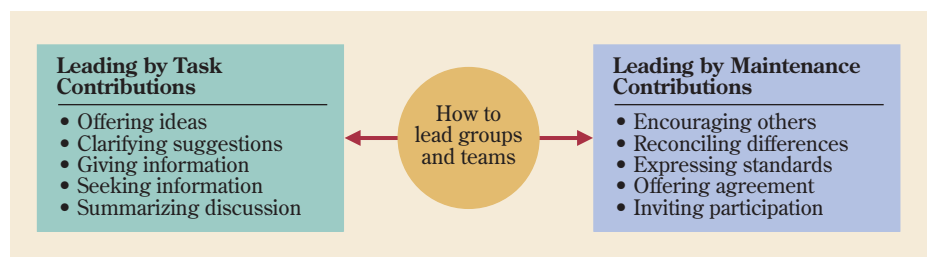 Leading by Task
Contributions
• Offering ideas
• Clarifying suggestions
• Giving information
• Seeking information
• Summarizing discussion
How to
lead groups
and teams
Leading by Maintenance
Contributions
• Encouraging others
• Reconciling differences
• Expressing standards
• Offering agreement
• Inviting participation